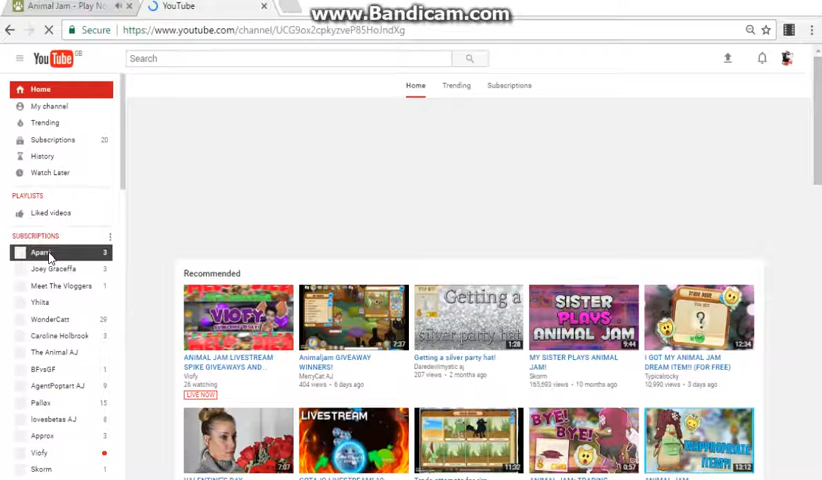 www.Bandicam.com
Animal Jam - Play No
YouTube
Secure
https://www.youtube.com/channel/
YouTube GB
Search
Home
Trending
Subscriptions
Home
My channel
Trending
Subscriptions 20
History
Watch Later
PLAYLISTS
Liked videos
SUBSCRIPTIONS
3
Joey Graceffa 3
Meet The Vloggers 1
Yhiita
WonderCatt 29
Caroline Holbrook 3
The Animal AJ
BFvsGF
AgentPoptart AJ 3
Pallox 15
lovesbetas AJ
Approx 3
Viofy
Skorm 1
Recommended
VIOFY
7:37
Getting a
silver party hat
1:28
SISTER
PLAYS
ANIMAL JAM
9:44
?
12:34
ANIMAL JAM LIVESTREAM
SPIKE GIVEAWAYS AND...
Viofy
26 watching
LIVE NOW
Animaljam GIVEAWAY
WINNERS!
MerryCat AJ
404 views • 6 days ago
Getting a silver party hat!
Daredevilmystic aj
207 views • 2 months ago
MY SISTER PLAYS ANIMAL
JAM!
Skorm
165,693 views • 10 months ago
I GOT MY ANIMAL JAM
DREAM ITEM!! (FOR FREE)
Typicalrocky
10,990 views • 3 days ago
7:07
LIVESTREAM
11:32
BYE!
BYE!
0:57
INAPPROPRIATE
ITEM!
13:12